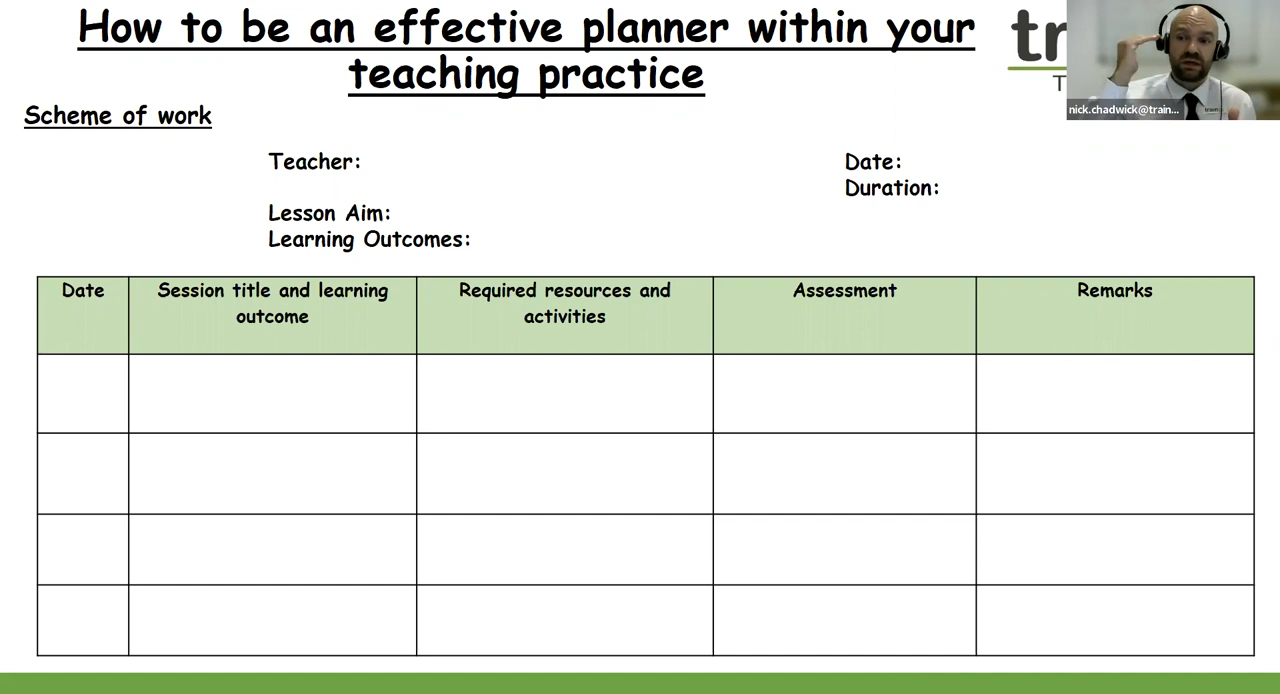 How to be an effective planner within your
teaching practice
Scheme of work
Teacher:
Date:
Duration:
Lesson Aim:
Learning Outcomes:
Date
Session title and learning
outcome
Required resources and
activities
Assessment
Remarks
nick.chadwick@train...